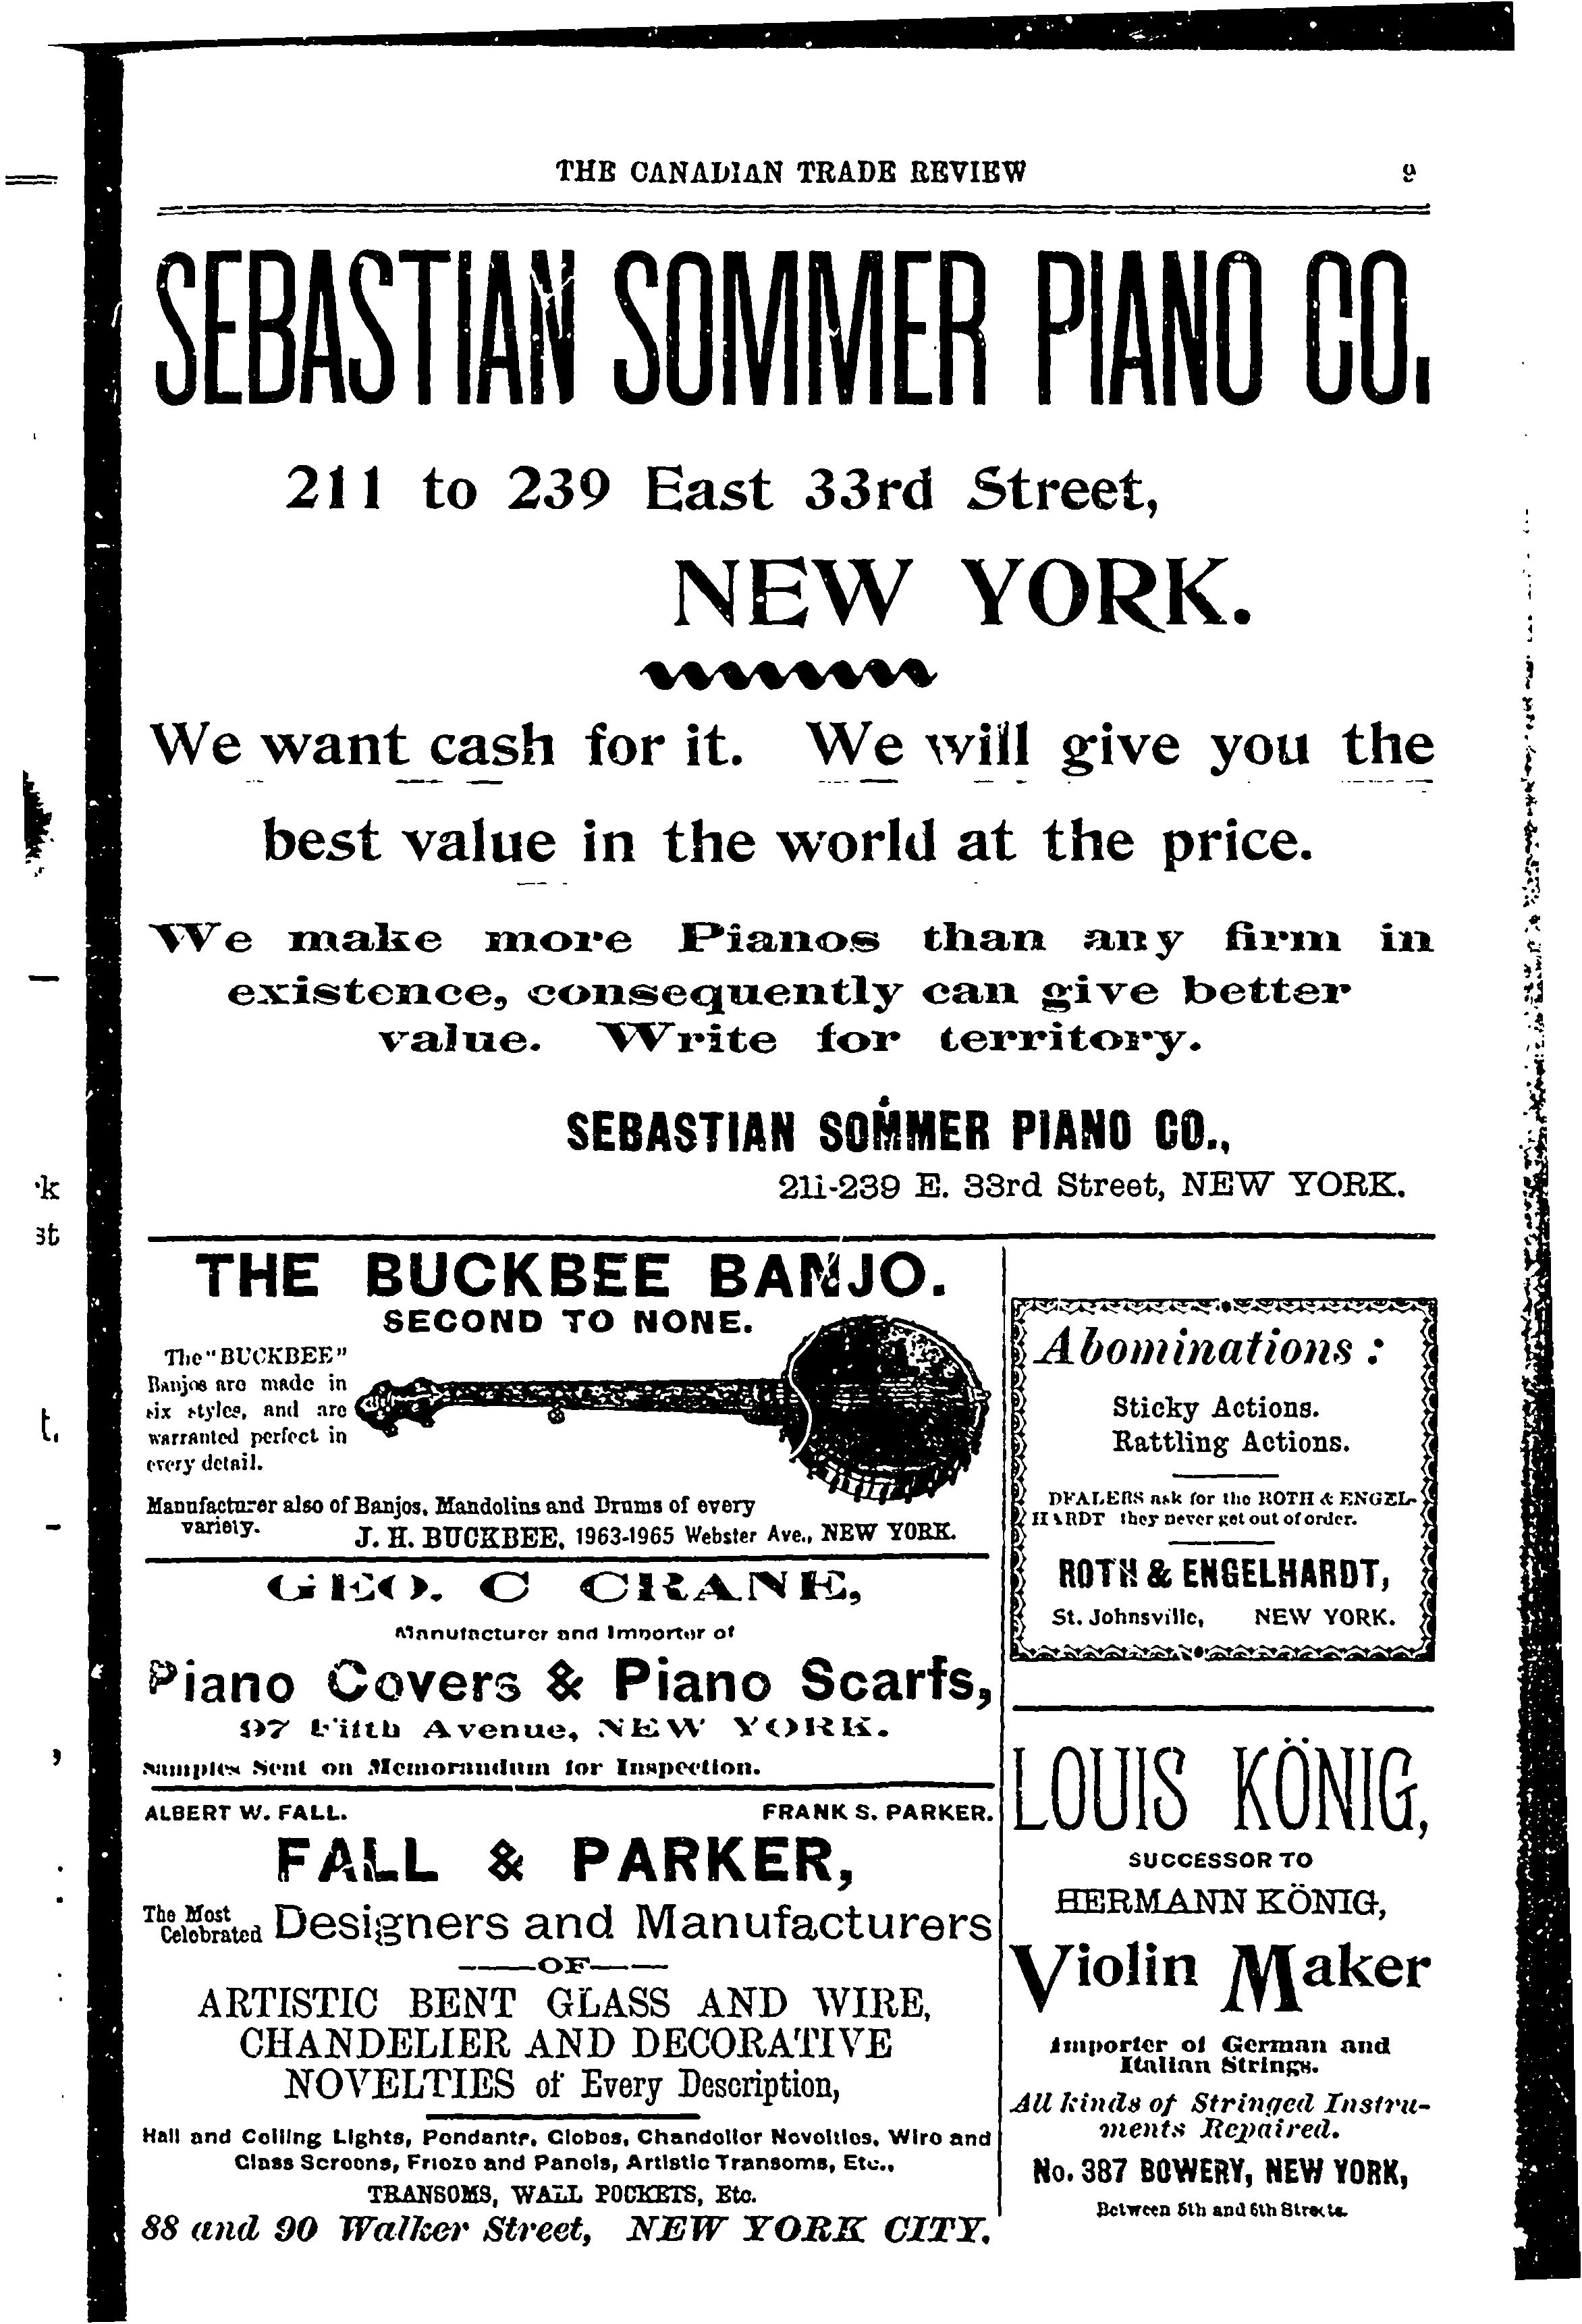 THE CANADIAN TRADE REVIEW 9
SEBASTIAN SOMMER PIANO CO.
211 to 239 East 33rd Street,
NEW YORK.
We want cash for it. We will give you the
best value in the world at the price.
We make more Pianos than any firm in
existence, consequently can give better
value. Write for territory.
SEBASTIAN SOMMER PIANO CO.,
211-239 E. 33rd Street, NEW YORK.
THE BUCKBEE BANJO.
SECOND TO NONE.
The "BUCKBEE"
Banjos are made in
six styles, and are
warranted perfect in
every detail.
Manufacturer also of Banjos, Mandolins and Drums of every
variety. J. H. BUCKBEE, 1963-1965 Webster Ave., NEW YORK.
GEO. C CRANE,
Manufacturer and Importer of
Piano Covers & Piano Scarfs,
97 Fifth Avenue, NEW YORK.
Samples Sent on Memorandum for Inspection.
ALBERT W. FALL. FRANK S. PARKER.
FALL & PARKER,
The Most
Celebrated Designers and Manufacturers
OF
ARTISTIC BENT GLASS AND WIRE,
CHANDELIER AND DECORATIVE
NOVELTIES of Every Description,
Hall and Ceiling Lights, Pendants, Globes, Chandelier Novelties, Wire and
Glass Screens, Frieze and Panels, Artistic Transoms, Etc.,
TRANSOMS, WALL POCKETS, Etc.
88 and 90 Walker Street, NEW YORK CITY.
Abominations :
Sticky Actions.
Rattling Actions.
DEALERS ask for the ROTH & ENGEL-
HARDT they never get out of order.
ROTH & ENGELHARDT,
St. Johnsville, NEW YORK.
LOUIS KÖNIG,
SUCCESSOR TO
HERMANN KÖNIG,
Violin Maker
Importer of German and
Italian Strings.
All kinds of Stringed Instru-
ments Repaired.
No. 387 BOWERY, NEW YORK,
Between 5th and 6th Streets.